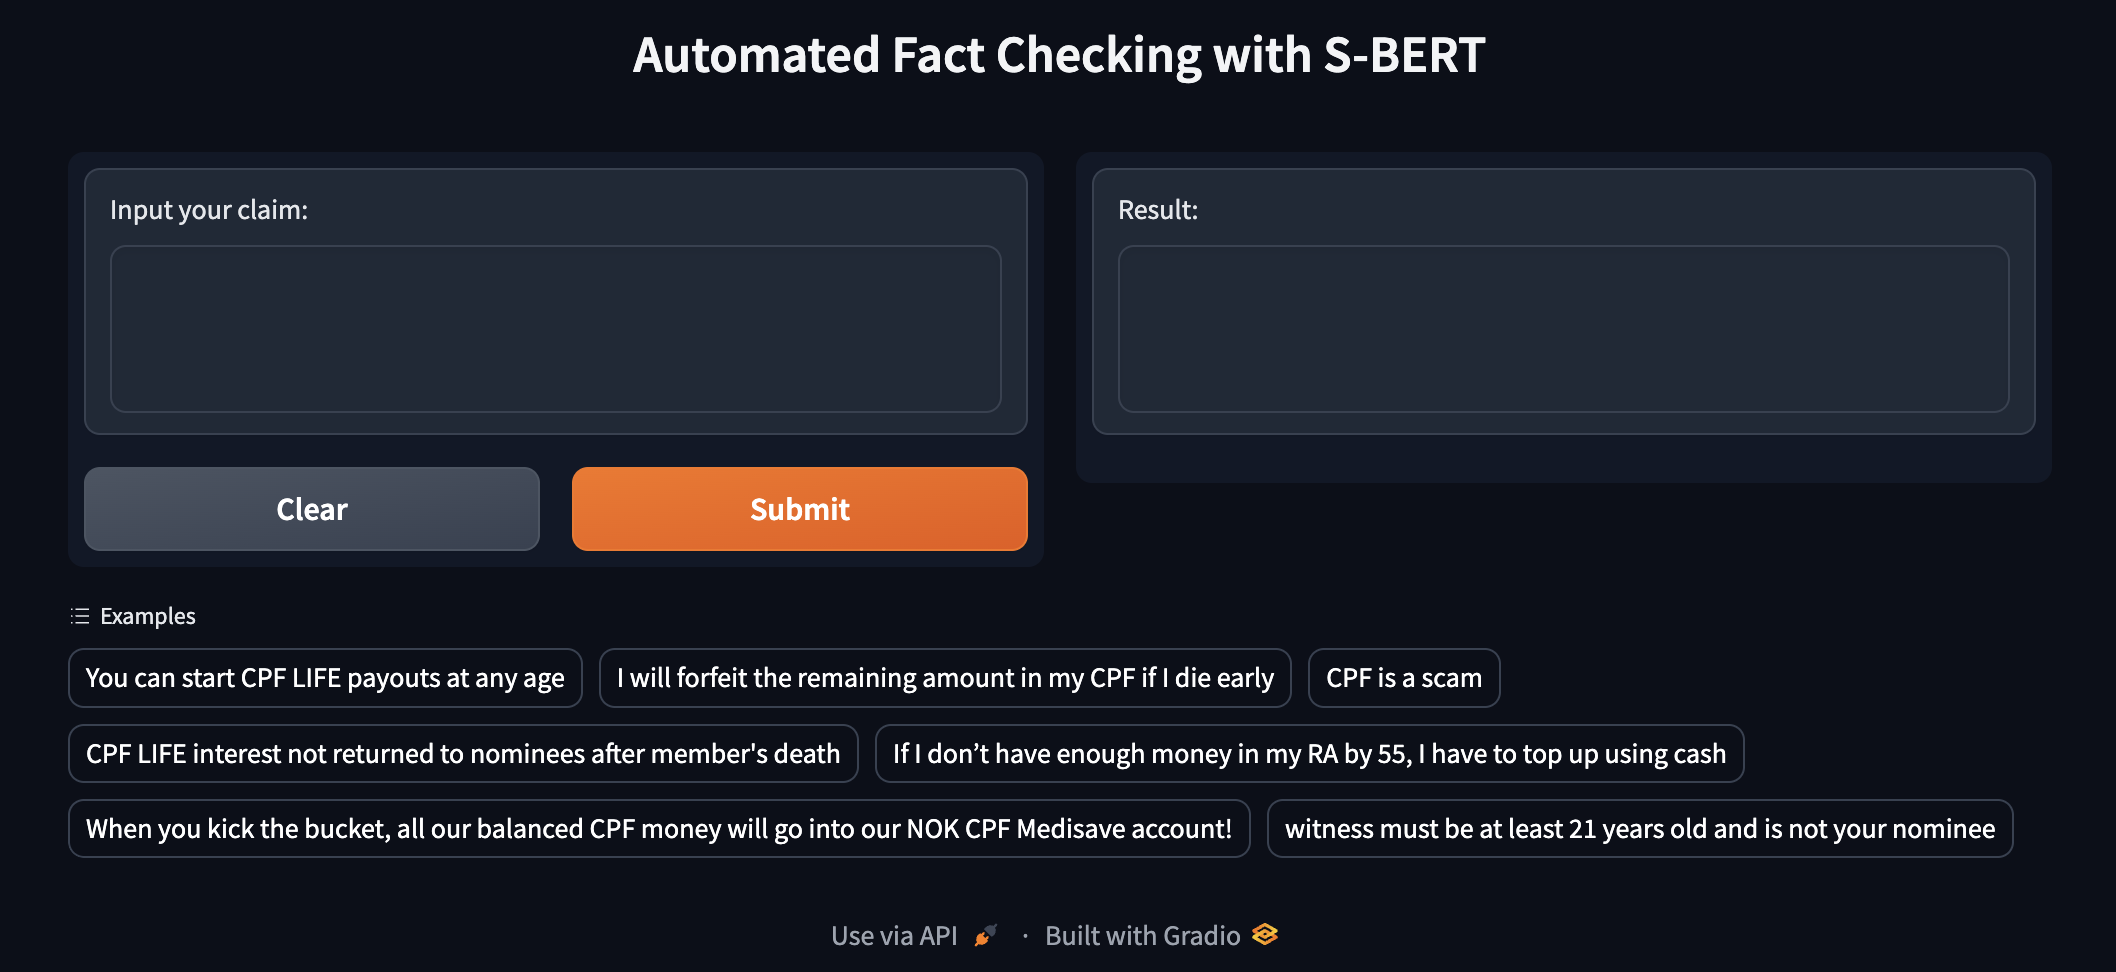 Automated Fact Checking with S-BERT
Input your claim:
Result:
Clear
Submit
Examples
You can start CPF LIFE payouts at any age
I will forfeit the remaining amount in my CPF if I die early
CPF is a scam
CPF LIFE interest not returned to nominees after member's death
If I don’t have enough money in my RA by 55, I have to top up using cash
When you kick the bucket, all our balanced CPF money will go into our NOK CPF Medisave account!
witness must be at least 21 years old and is not your nominee
Use via API · Built with Gradio